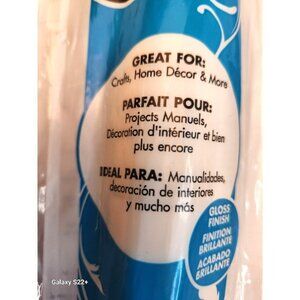 GREAT FOR:
Crafts, Home Décor & More
PARFAIT POUR:
Projects Manuels,
Décoration d'intérieur et bien
plus encore
IDEAL PARA: Manualidades,
decoración de interiores
y mucho más
GLOSS
FINISH
FINITION
BRILLANTE
ACABADO
BRILLANTE
Galaxy S22+